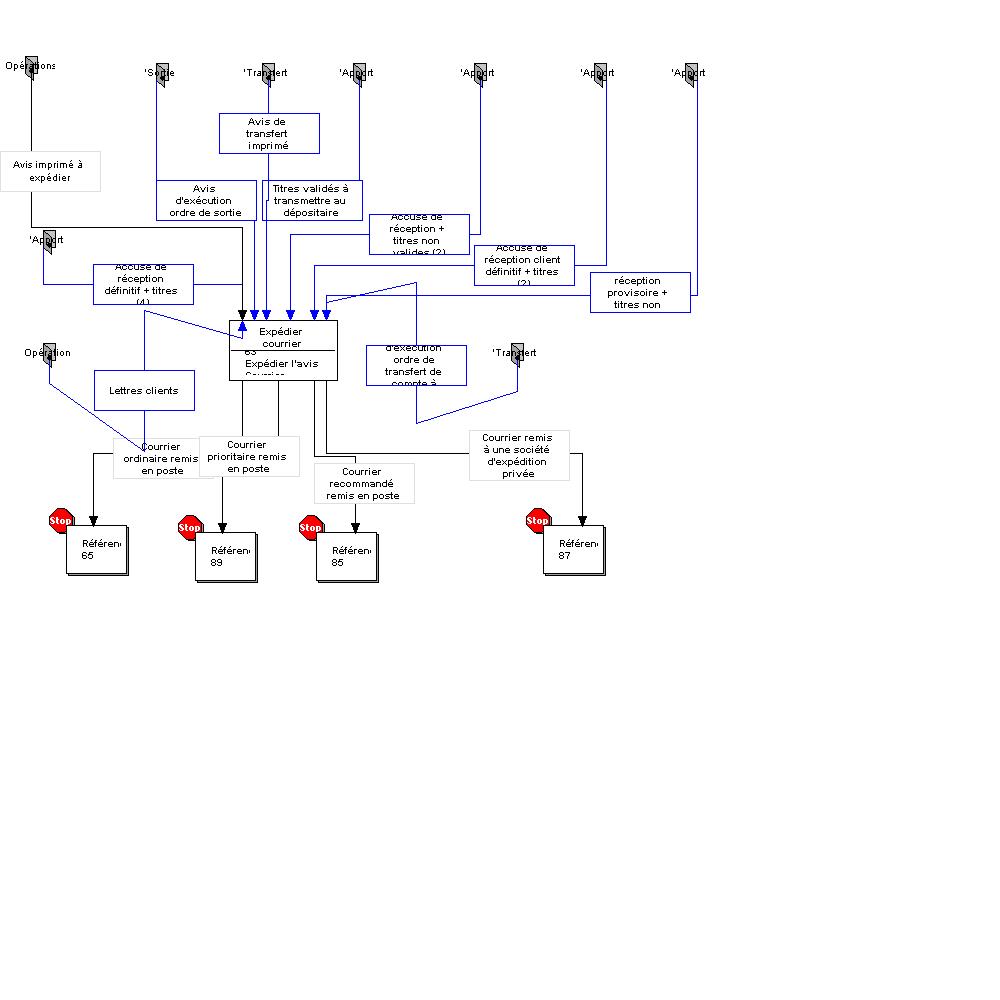 Opérations
'Sortie
'Transfert
'Apport
'Apport
'Apport
'Apport
Avis de
transfert
imprimé
Avis imprimé à
expédier
Avis
d'exécution
ordre de sortie
Titres validés à
transmettre au
dépositaire
Accusé de
réception +
titres non
validés (2)
'Apport
Accusé de
réception client
définitif + titres
(2)
Accusé de
réception
définitif + titres
(4)
réception
provisoire +
titres non
Expédier
courrier
63
Expédier l'avis
Courrier
Opération
d'exécution
ordre de
transfert de
compte à
'Transfert
Lettres clients
Courrier
ordinaire remis
en poste
Courrier
prioritaire remis
en poste
Courrier
recommandé
remis en poste
Courrier remis
à une société
d'expédition
privée
Stop
Référen
65
Stop
Référen
89
Stop
Référen
85
Stop
Référen
87